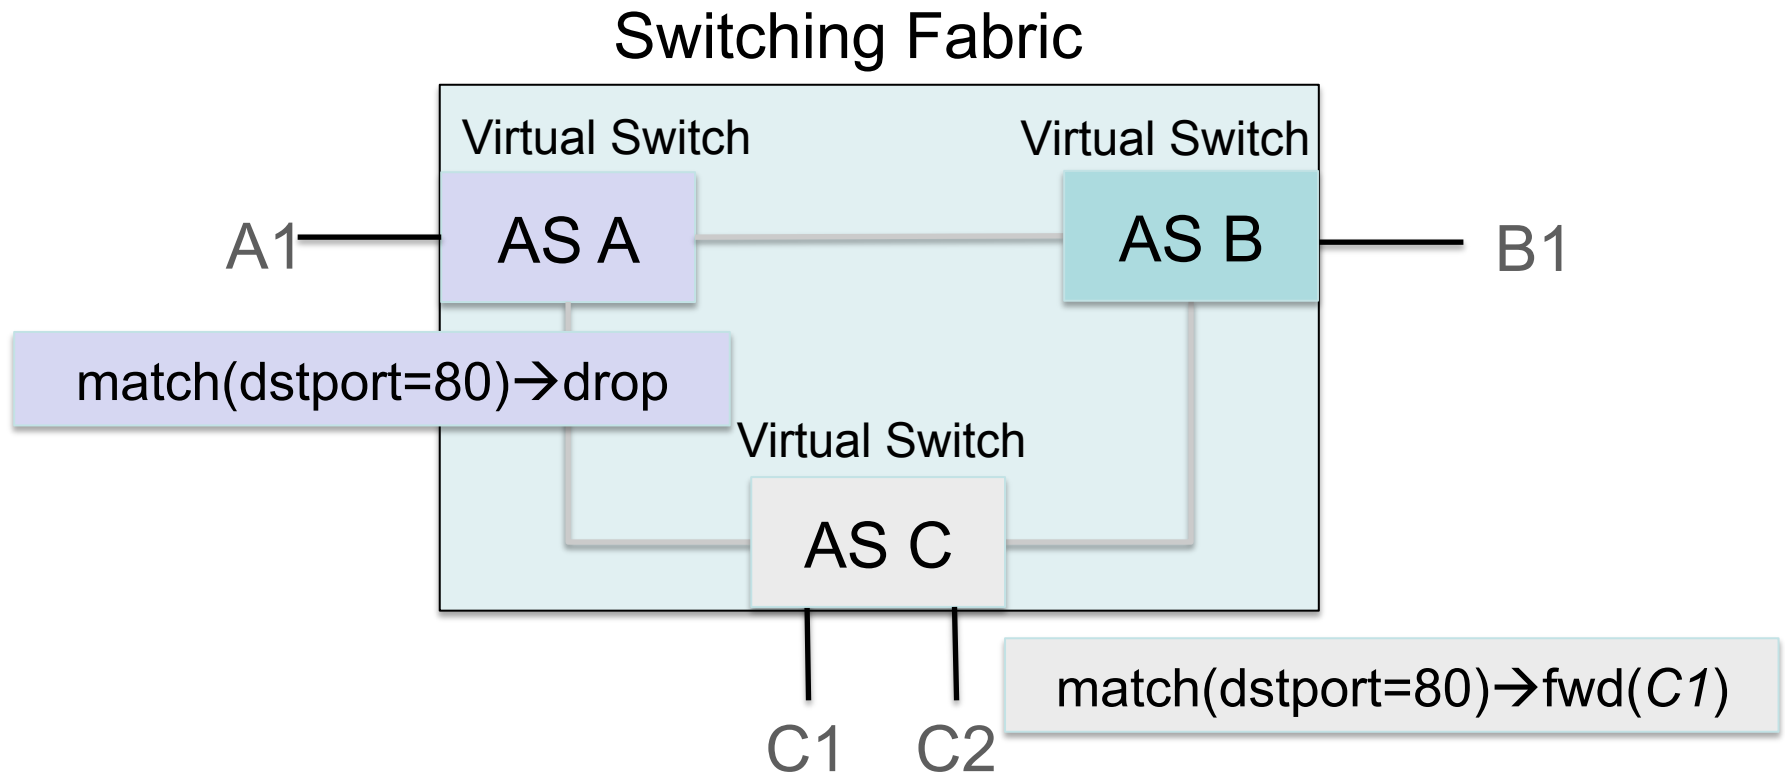 Switching Fabric
Virtual Switch
Virtual Switch
A1
AS A
AS B
B1
match(dstport=80)→drop
Virtual Switch
AS C
match(dstport=80)→fwd(C1)
C1
C2